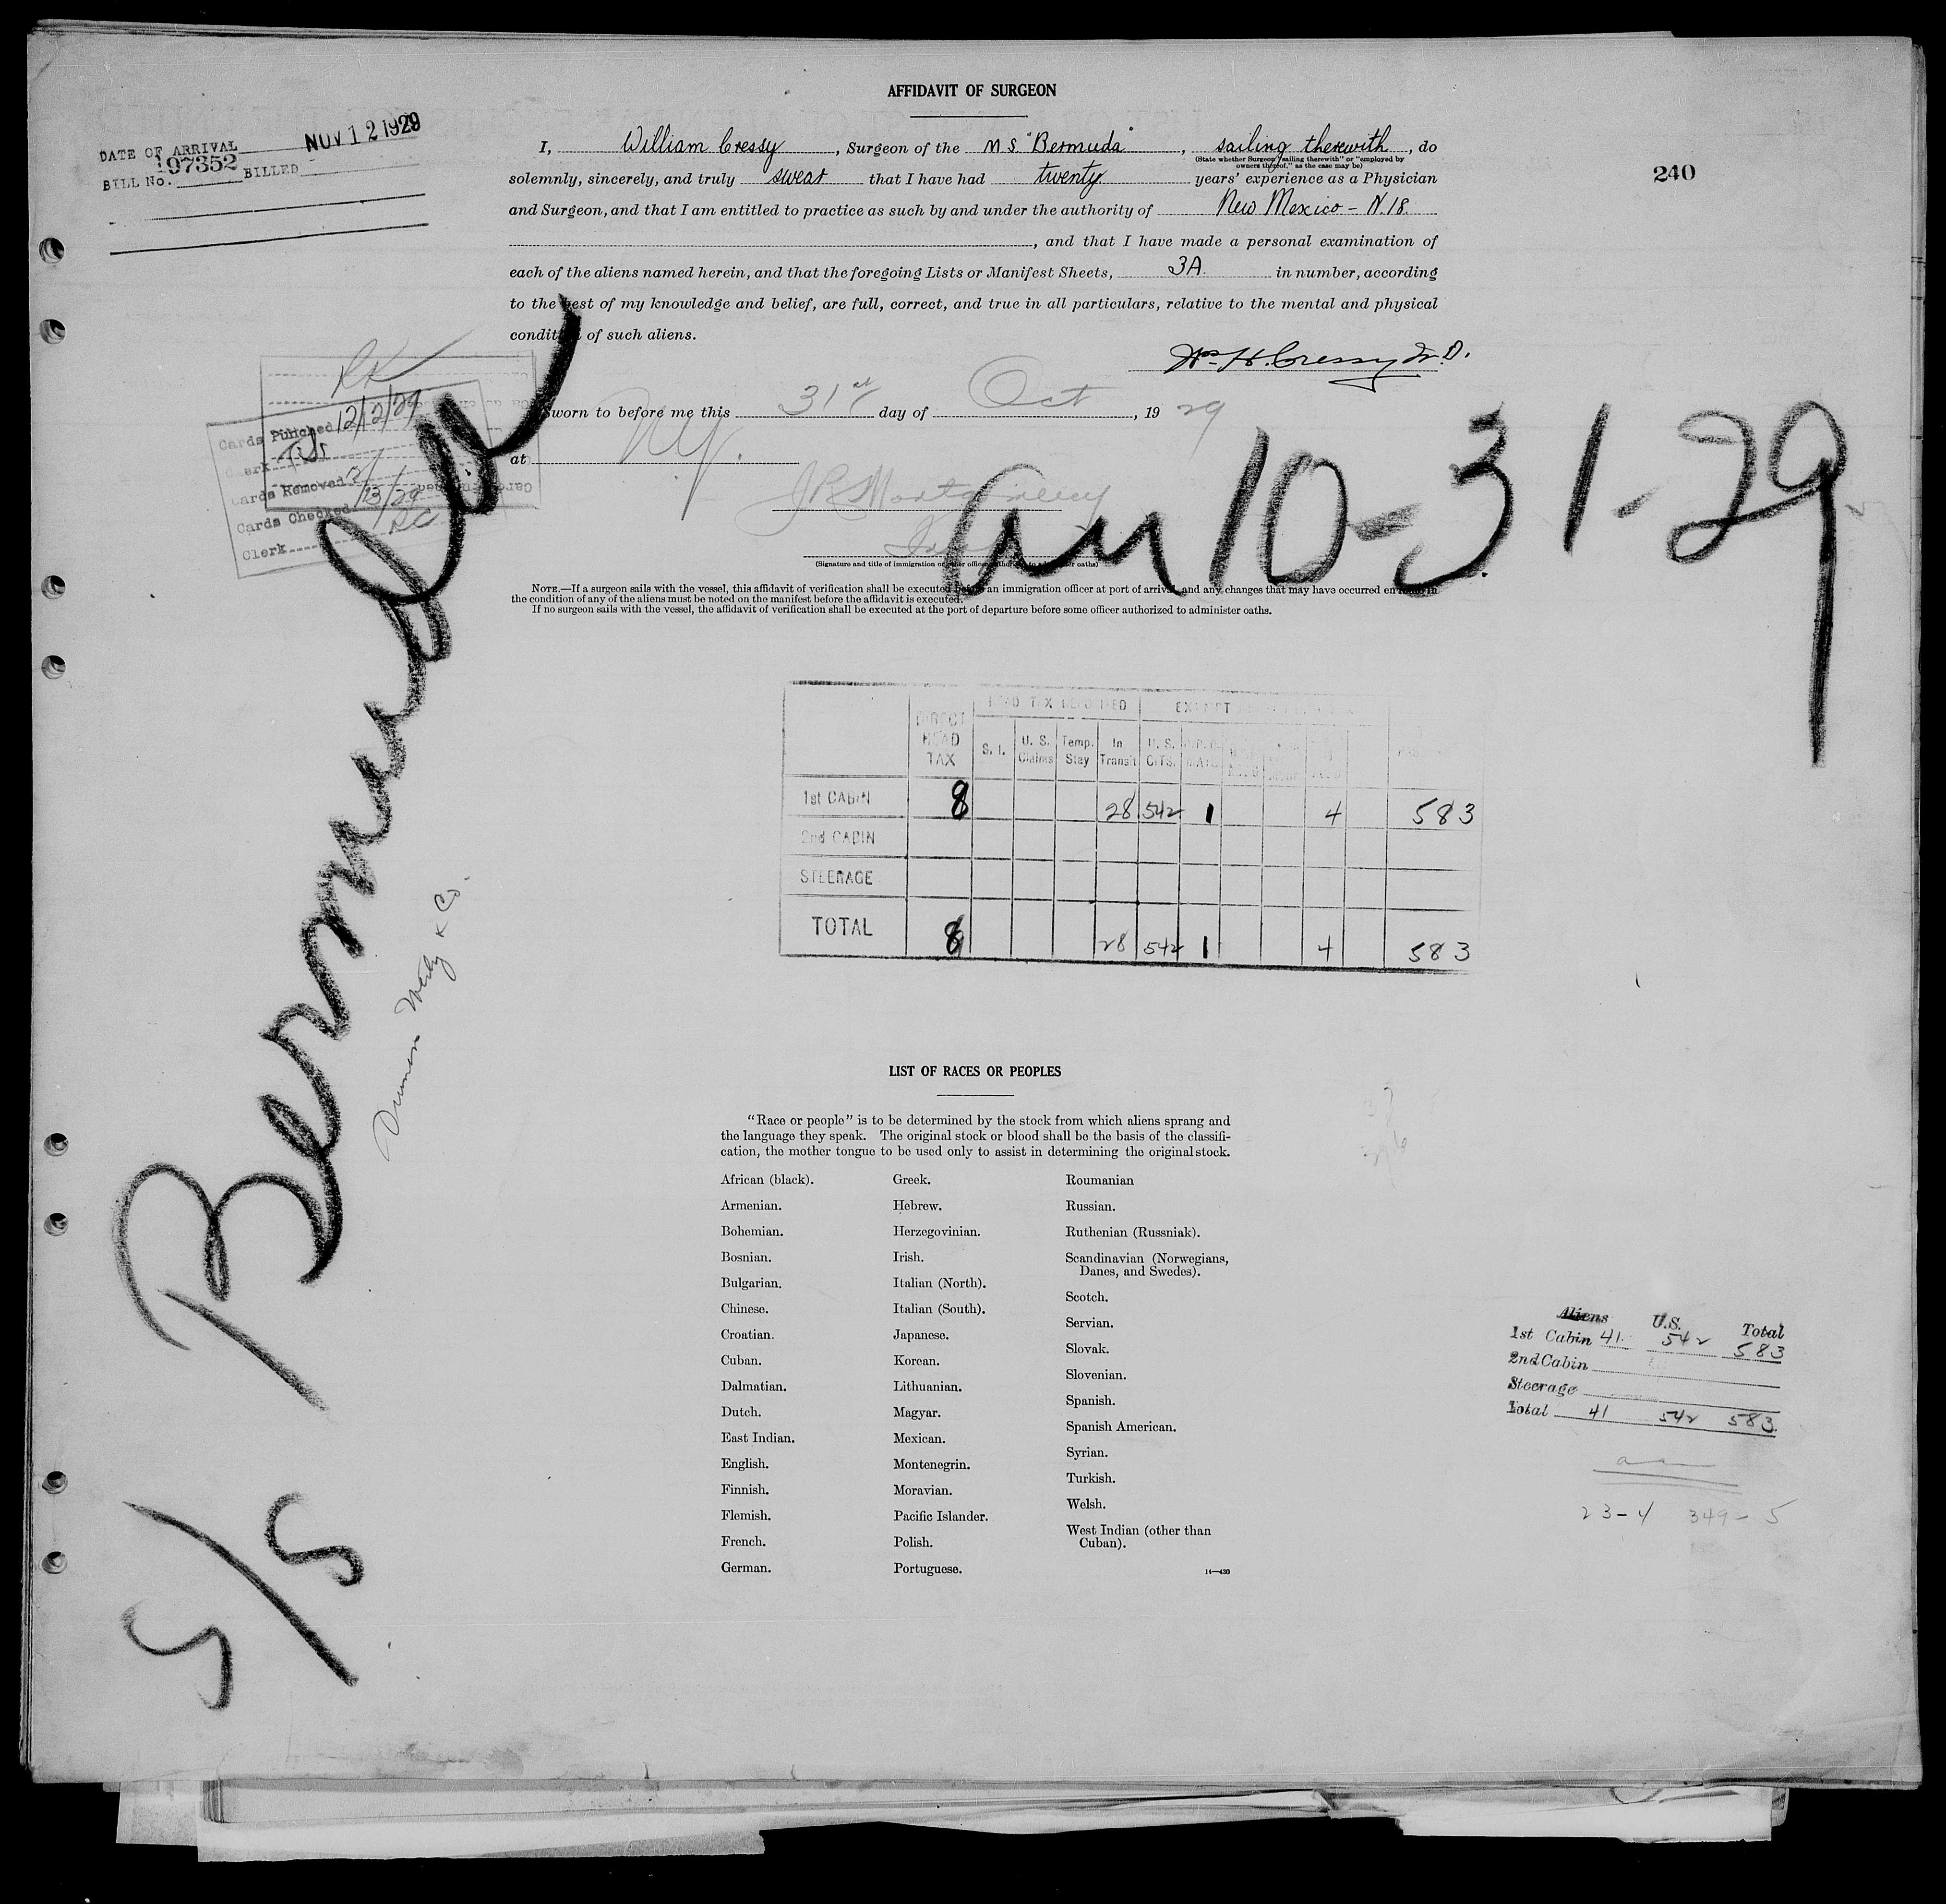 AFFIDAVIT OF SURGEON
DATE OF ARRIVAL NOV 12 1929
BILL No. 197352 BILLED
240
I, William Cressy, Surgeon of the M.S. "Bermuda", sailing therewith, do
(State whether Surgeon "sailing therewith" or "employed by
owners thereof," as the case may be)
solemnly, sincerely, and truly swear that I have had twenty years' experience as a Physician
and Surgeon, and that I am entitled to practice as such by and under the authority of New Mexico - N.18.
, and that I have made a personal examination of
each of the aliens named herein, and that the foregoing Lists or Manifest Sheets, 3A. in number, according
to the best of my knowledge and belief, are full, correct, and true in all particulars, relative to the mental and physical
condition of such aliens.
Wm H. Cressy M.D.
Sworn to before me this 31st day of Oct, 1929
at N.Y.
J R Montgomery
(Signature and title of immigration or other officer authorized to administer oaths)
Cards Punched 12/2/29
Clerk
Cards Removed
Cards Checked
Clerk
an 10-31-29
NOTE.—If a surgeon sails with the vessel, this affidavit of verification shall be executed before an immigration officer at port of arrival, and any changes that may have occurred en route in
the condition of any of the aliens must be noted on the manifest before the affidavit is executed.
If no surgeon sails with the vessel, the affidavit of verification shall be executed at the port of departure before some officer authorized to administer oaths.
S/S Bermuda
HEAD TAX DEFERRED EXEMPT
DIRECT HEAD TAX S. I. U. S. Claims Temp. Stay In Transit U. S. CITS.
1st CABIN 8 28 542 1 4 583
2nd CABIN
STEERAGE
TOTAL 8 28 542 1 4 583
LIST OF RACES OR PEOPLES
"Race or people" is to be determined by the stock from which aliens sprang and
the language they speak. The original stock or blood shall be the basis of the classifi-
cation, the mother tongue to be used only to assist in determining the original stock.
African (black).
Armenian.
Bohemian.
Bosnian.
Bulgarian.
Chinese.
Croatian.
Cuban.
Dalmatian.
Dutch.
East Indian.
English.
Finnish.
Flemish.
French.
German.
Greek.
Hebrew.
Herzegovinian.
Irish.
Italian (North).
Italian (South).
Japanese.
Korean.
Lithuanian.
Magyar.
Mexican.
Montenegrin.
Moravian.
Pacific Islander.
Polish.
Portuguese.
Roumanian
Russian.
Ruthenian (Russniak).
Scandinavian (Norwegians,
Danes, and Swedes).
Scotch.
Servian.
Slovak.
Slovenian.
Spanish.
Spanish American.
Syrian.
Turkish.
Welsh.
West Indian (other than
Cuban).
14—430
Aliens U.S. Total
1st Cabin 41 542 583
2nd Cabin
Steerage
Total 41 542 583
23-4 349-5